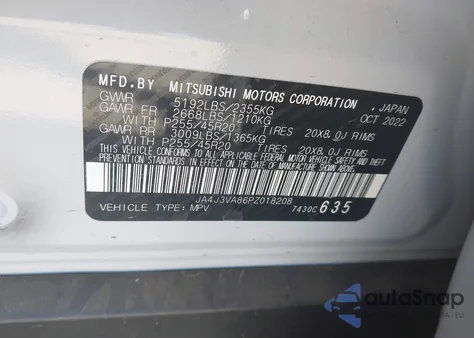 MFD.BY MITSUBISHI MOTORS CORPORATION, JAPAN
GVWR 5192LBS/2355KG OCT 2022
GAWR FR 2668LBS/1210KG
WITH P255/45R20 TIRES 20X8.0J RIMS
GAWR RR 3009LBS/1365KG
WITH P255/45R20 TIRES 20X8.0J RIMS
THIS VEHICLE CONFORMS TO ALL APPLICABLE FEDERAL MOTOR VEHICLE SAFETY AND THEFT
PREVENTION STANDARDS IN EFFECT ON THE DATE OF MANUFACTURE SHOWN ABOVE.
JA4J3VA86PZ018208
VEHICLE TYPE: MPV 7430C 635
autoSnap